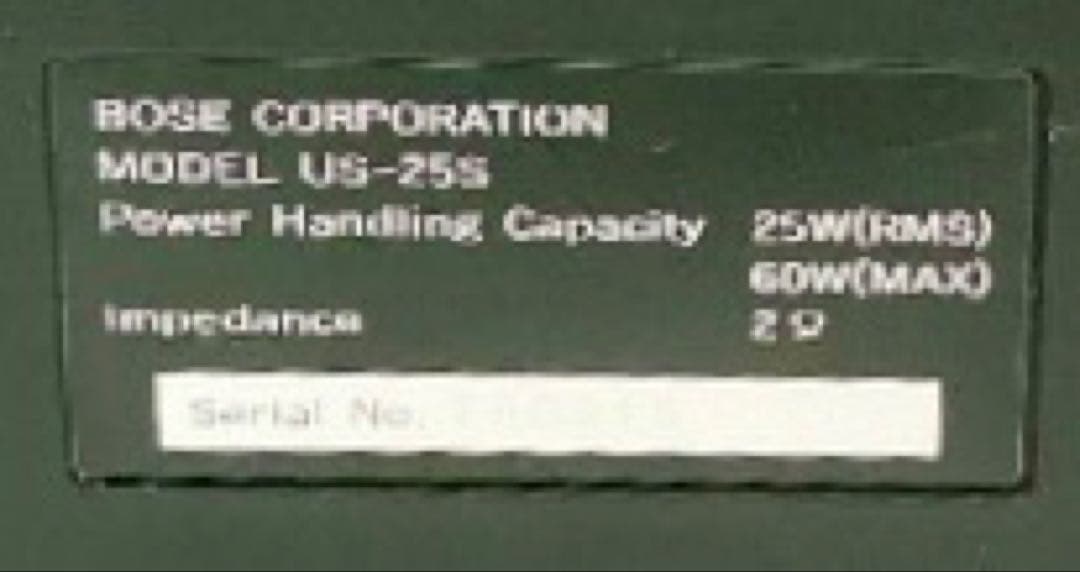 BOSE CORPORATION
MODEL US-25S
Power Handling Capacity 25W(RMS)
60W(MAX)
Impedance 2 Ω
Serial No.